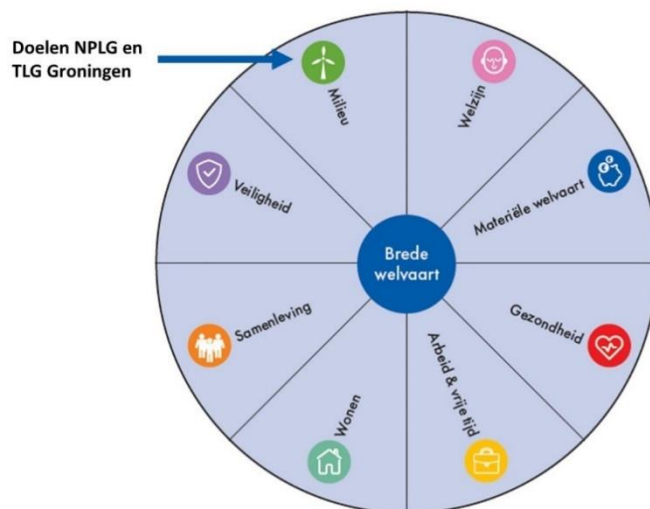 Doelen NPLG en
TLG Groningen
Milieu
Welzijn
Materiële welvaart
Gezondheid
Arbeid & vrije tijd
Wonen
Samenleving
Veiligheid
Brede
welvaart